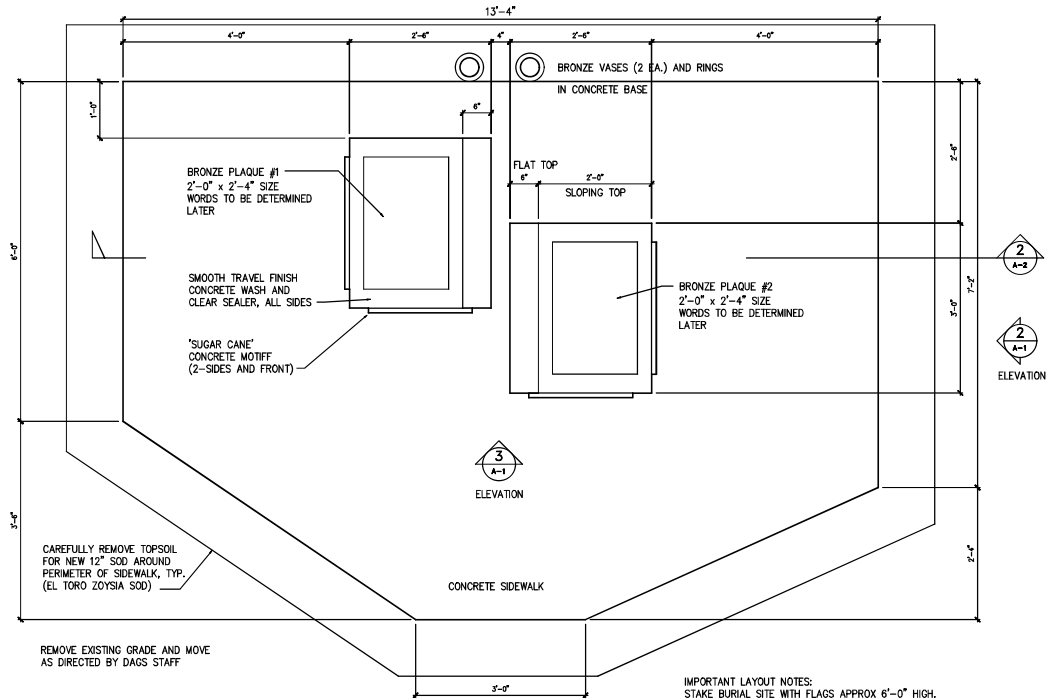 13'-4"
4'-0"
2'-6"
4"
2'-6"
4'-0"
BRONZE VASES (2 EA.) AND RINGS
IN CONCRETE BASE
1'-0"
6"
2'-6"
FLAT TOP
6"
2'-0"
SLOPING TOP
BRONZE PLAQUE #1
2'-0" x 2'-4" SIZE
WORDS TO BE DETERMINED
LATER
6'-0"
2
A-2
7'-2"
SMOOTH TRAVEL FINISH
CONCRETE WASH AND
CLEAR SEALER, ALL SIDES
BRONZE PLAQUE #2
2'-0" x 2'-4" SIZE
WORDS TO BE DETERMINED
LATER
3'-0"
2
A-1
ELEVATION
'SUGAR CANE'
CONCRETE MOTIFF
(2-SIDES AND FRONT)
3
A-1
ELEVATION
3'-6"
CAREFULLY REMOVE TOPSOIL
FOR NEW 12" SOD AROUND
PERIMETER OF SIDEWALK, TYP.
(EL TORO ZOYSIA SOD)
2'-4"
CONCRETE SIDEWALK
REMOVE EXISTING GRADE AND MOVE
AS DIRECTED BY DAGS STAFF
3'-0"
IMPORTANT LAYOUT NOTES:
STAKE BURIAL SITE WITH FLAGS APPROX 6'-0" HIGH.